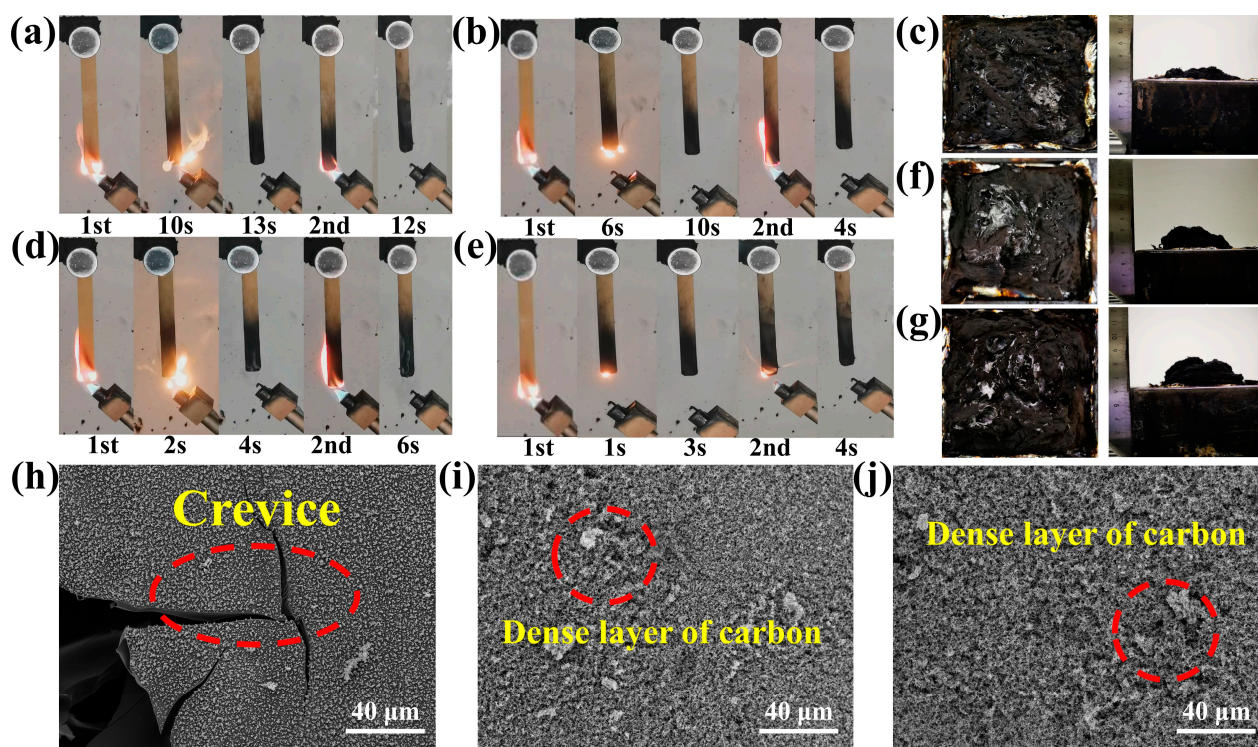 (a)
(b)
(c)
1st 10s 13s 2nd 12s
1st 6s 10s 2nd 4s
(d)
(e)
(f)
(g)
1st 2s 4s 2nd 6s
1st 1s 3s 2nd 4s
(h)
Crevice
40 μm
(i)
Dense layer of carbon
40 μm
(j)
Dense layer of carbon
40 μm